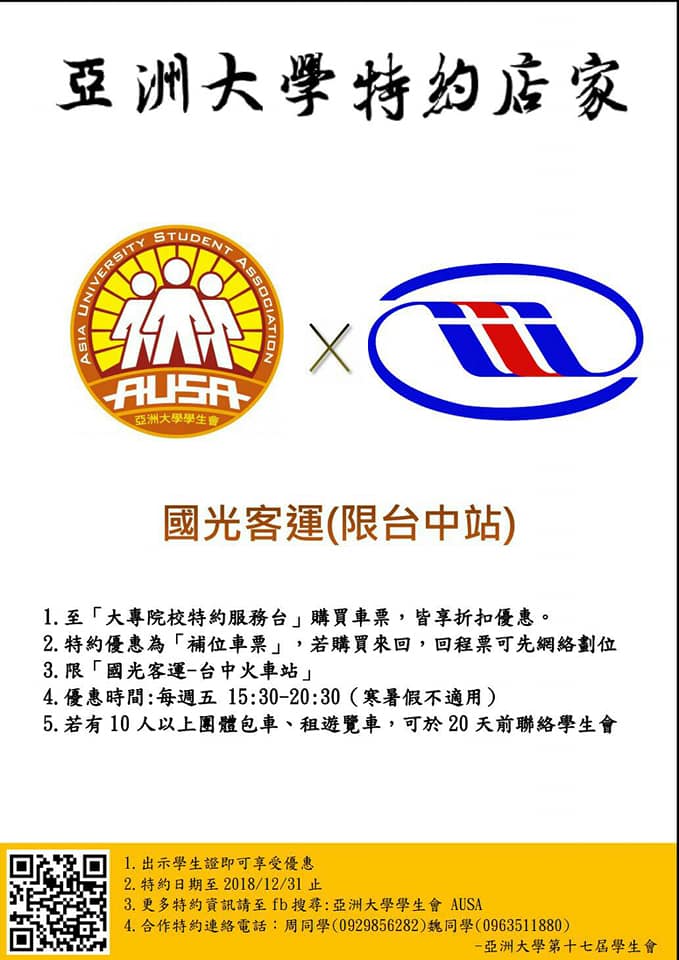 亞洲大學特約店家
ASIA UNIVERSITY STUDENT ASSOCIATION
AUSA
亞洲大學學生會
X
國光客運(限台中站)
1.至「大專院校特約服務台」購買車票，皆享折扣優惠。
2.特約優惠為「補位車票」，若購買來回，回程票可先網絡劃位
3.限「國光客運-台中火車站」
4.優惠時間:每週五 15:30-20:30（寒暑假不適用）
5.若有10人以上團體包車、租遊覽車，可於20天前聯絡學生會
1.出示學生證即可享受優惠
2.特約日期至2018/12/31止
3.更多特約資訊請至fb搜尋:亞洲大學學生會 AUSA
4.合作特約連絡電話：周同學(0929856282)魏同學(0963511880)
-亞洲大學第十七屆學生會